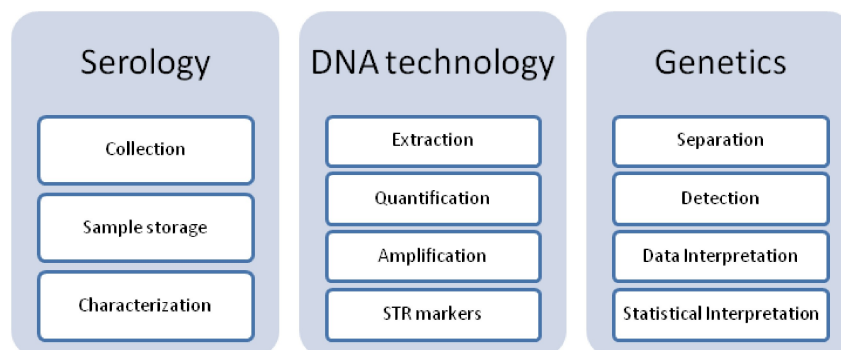 Serology
Collection
Sample storage
Characterization
DNA technology
Extraction
Quantification
Amplification
STR markers
Genetics
Separation
Detection
Data Interpretation
Statistical Interpretation